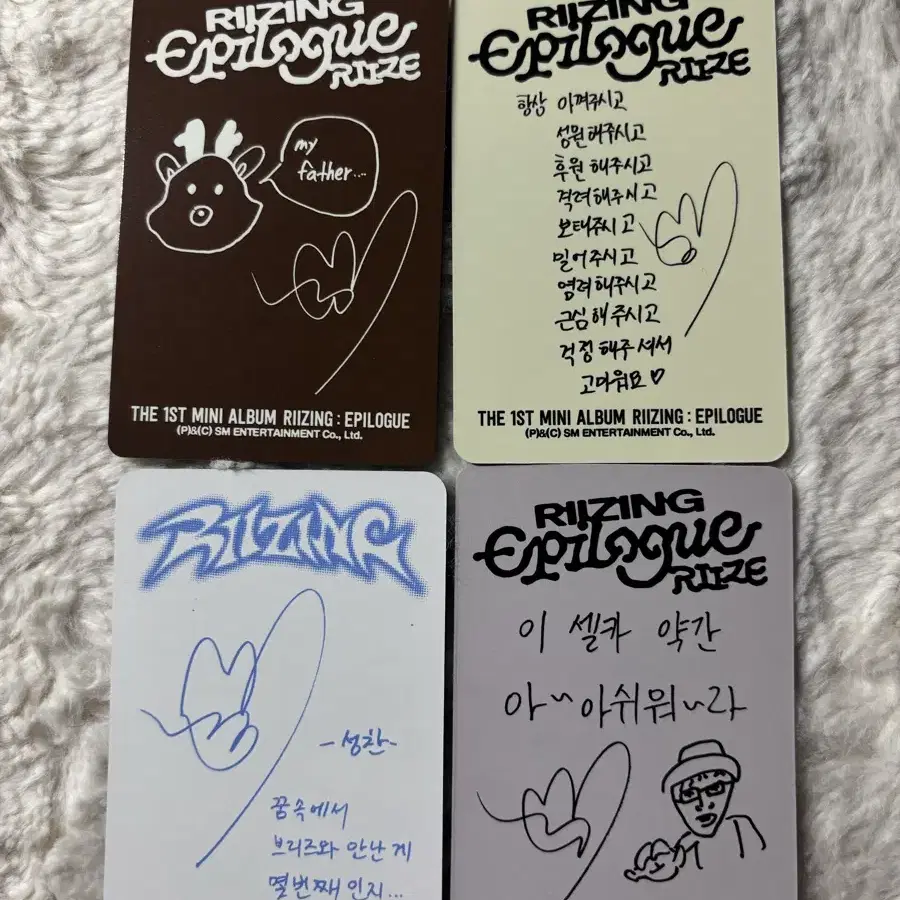 RIIZING
Epilogue
RIIZE
my
father...
THE 1ST MINI ALBUM RIIZING : EPILOGUE
(P)&(C) SM ENTERTAINMENT Co., Ltd.
RIIZING
Epilogue
RIIZE
항상 아껴주시고
성원해주시고
후원해주시고
격려해주시고
보태주시고
밀어주시고
염려해주시고
근심해주시고
걱정해주셔서
고마워요♡
THE 1ST MINI ALBUM RIIZING : EPILOGUE
(P)&(C) SM ENTERTAINMENT Co., Ltd.
RIIZING
-성찬-
꿈속에서
브리즈와 만난 게
몇번째인지...
RIIZING
Epilogue
RIIZE
이 셀카 약간
아~아쉬워~라